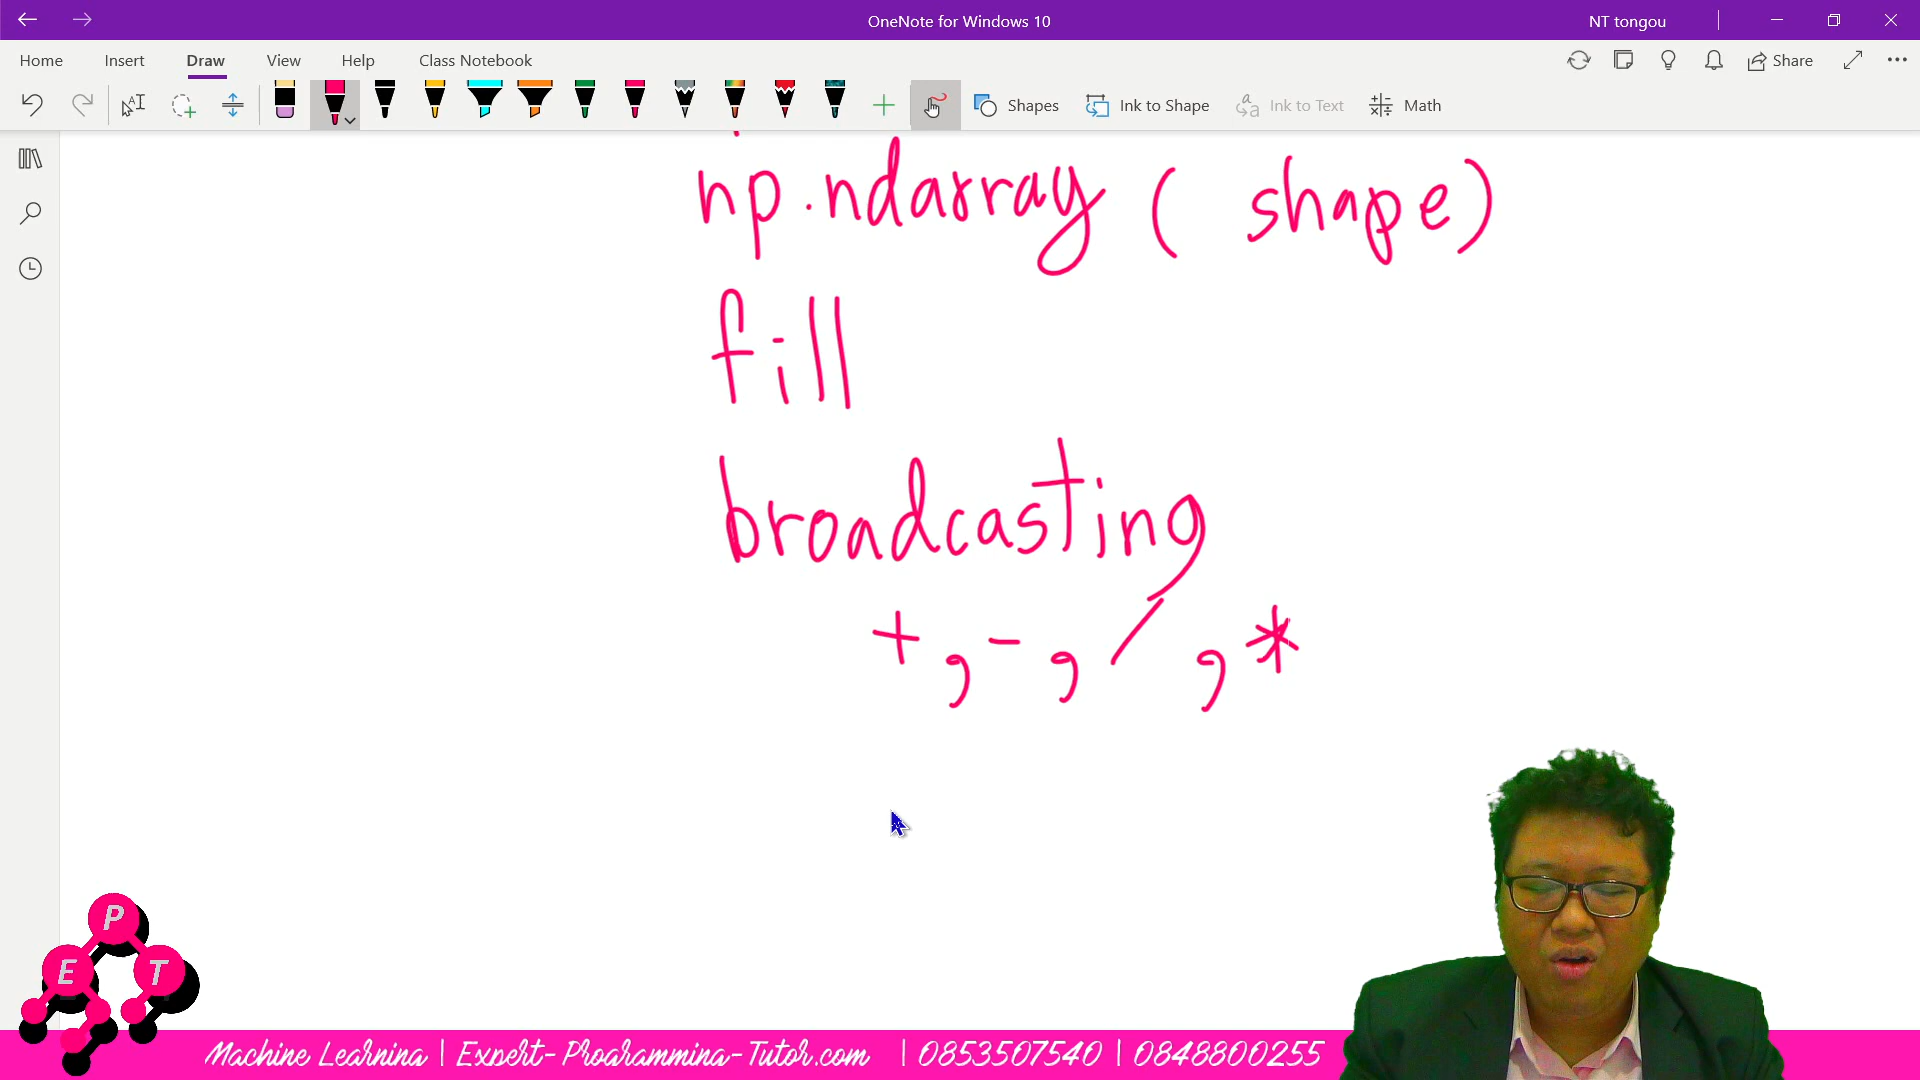 OneNote for Windows 10
NT tongou
Home Insert Draw View Help Class Notebook
Share
Shapes Ink to Shape Ink to Text Math
np.ndarray ( shape)
fill
broadcasting
+ , - , / , *
P
E T
Machine Learning | Expert-Programming-Tutor.com | 0853507540 | 0848800255